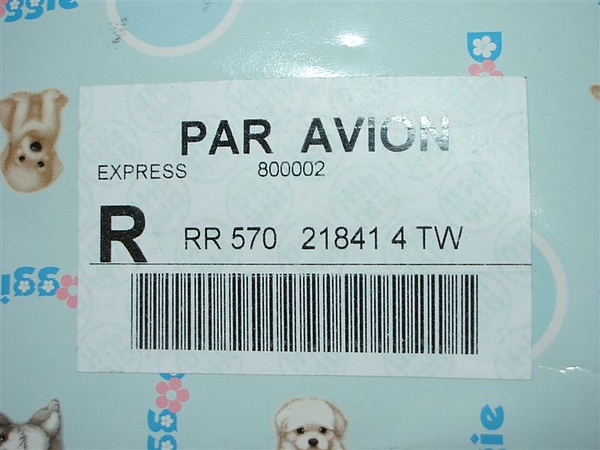 PAR AVION
EXPRESS 800002
R RR 570 21841 4 TW